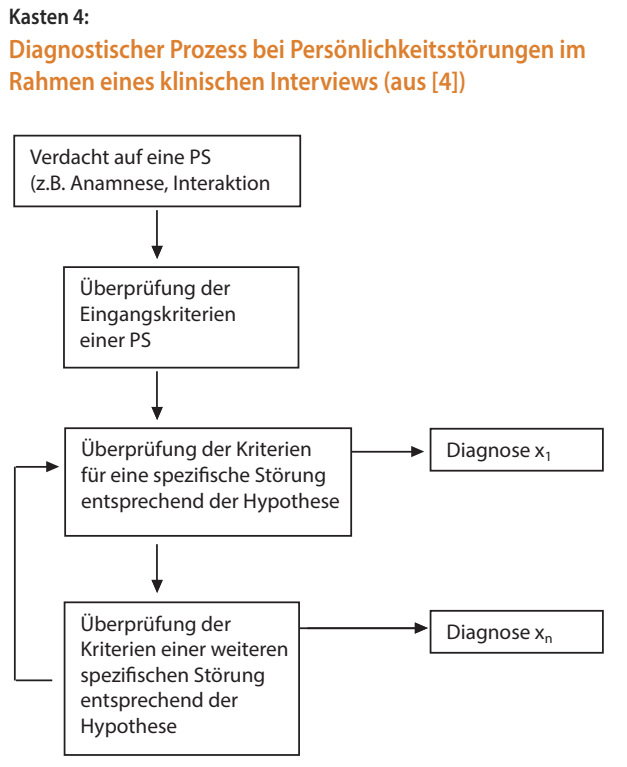 Kasten 4:
Diagnostischer Prozess bei Persönlichkeitsstörungen im
Rahmen eines klinischen Interviews (aus [4])
Verdacht auf eine PS
(z.B. Anamnese, Interaktion
Überprüfung der
Eingangskriterien
einer PS
Überprüfung der Kriterien
für eine spezifische Störung
entsprechend der Hypothese
Diagnose x₁
Überprüfung der
Kriterien einer weiteren
spezifischen Störung
entsprechend der
Hypothese
Diagnose xₙ